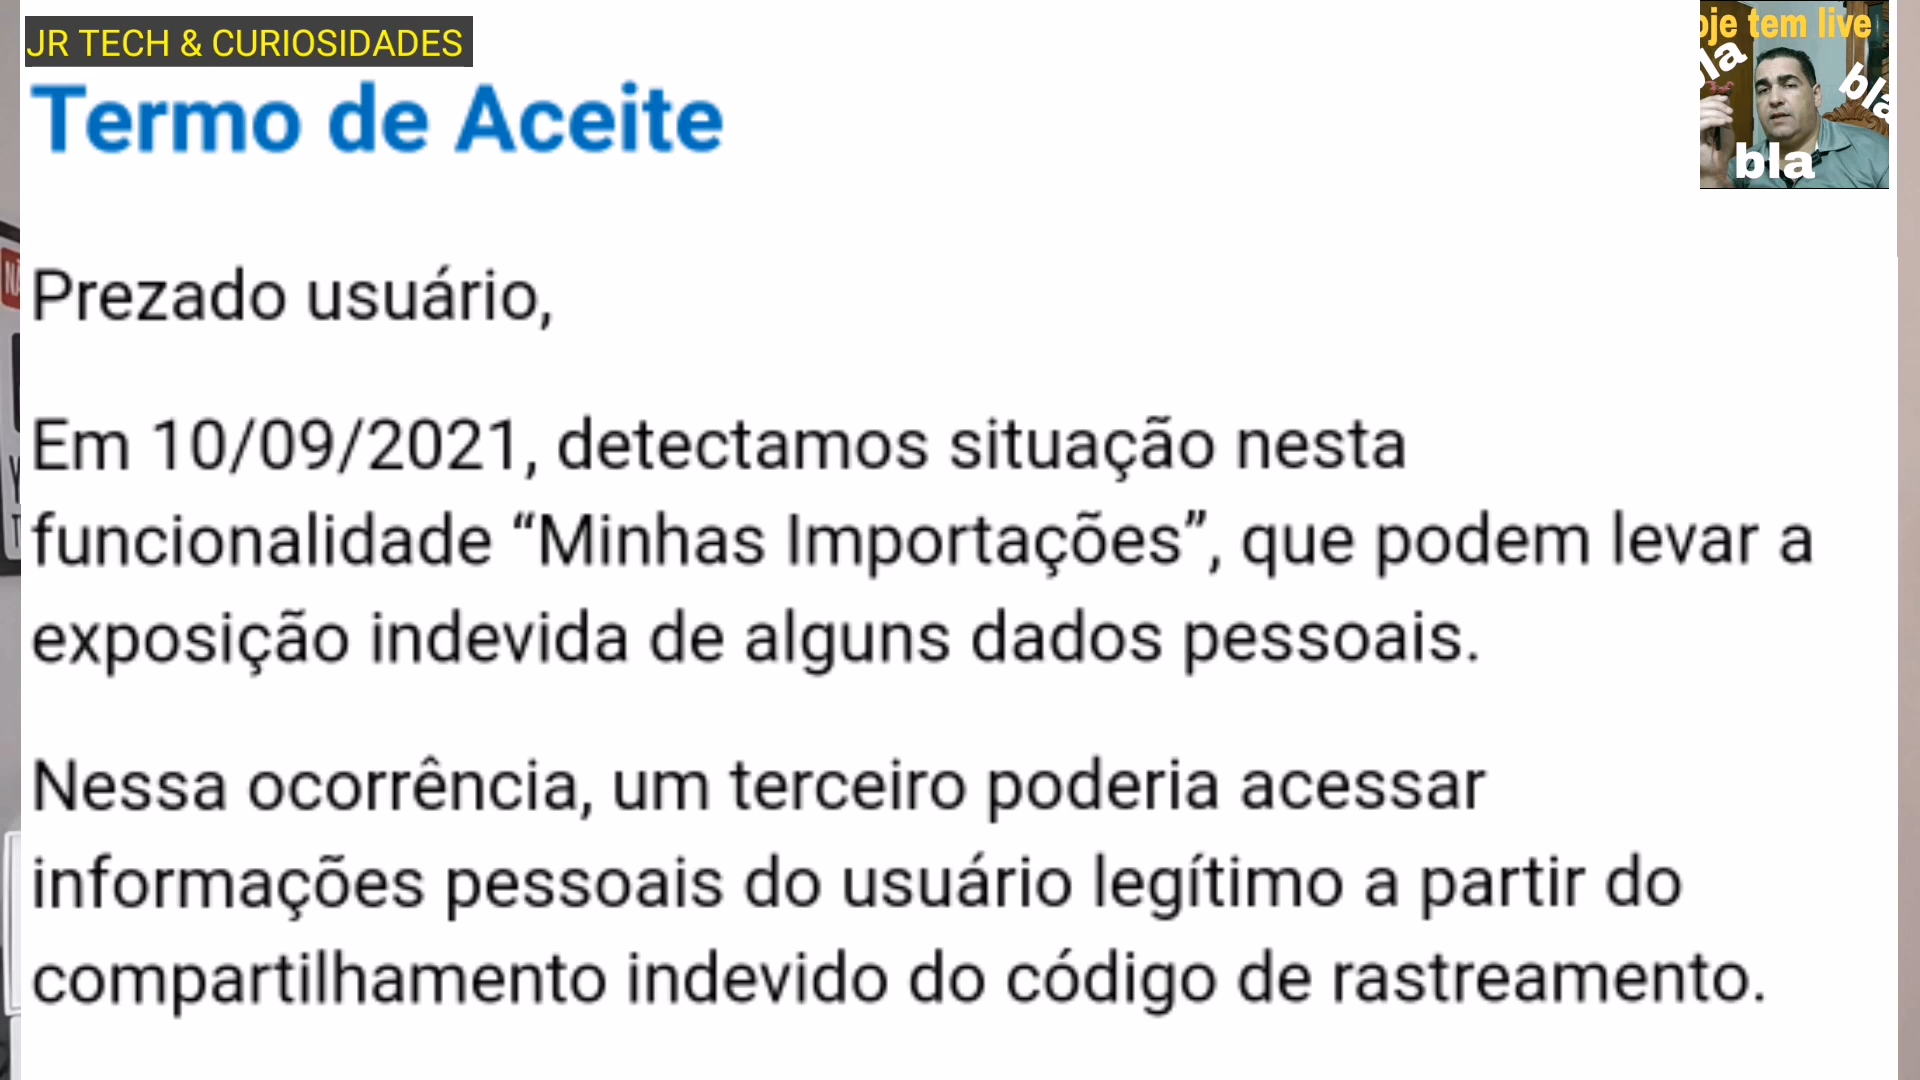 JR TECH & CURIOSIDADES
oje tem live
bla
bla
bla
Termo de Aceite
Prezado usuário,
Em 10/09/2021, detectamos situação nesta
funcionalidade “Minhas Importações”, que podem levar a
exposição indevida de alguns dados pessoais.
Nessa ocorrência, um terceiro poderia acessar
informações pessoais do usuário legítimo a partir do
compartilhamento indevido do código de rastreamento.